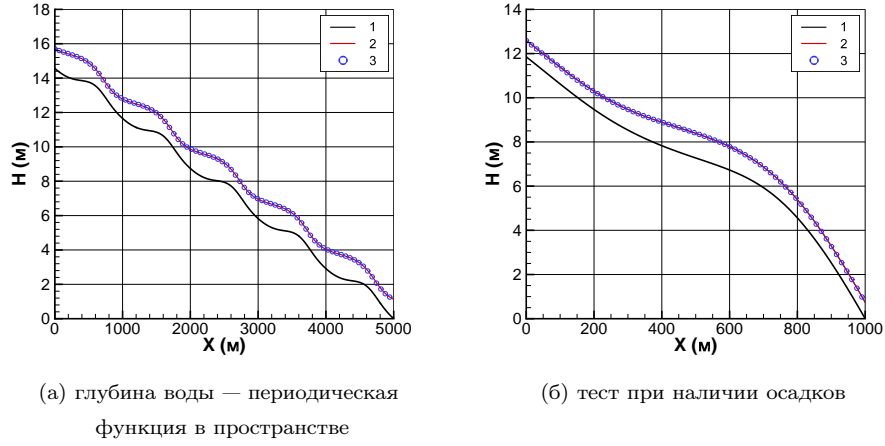 18
16
14
12
10
8
6
4
2
0
H (м)
0 1000 2000 3000 4000 5000
X (м)
1
2
3
(а) глубина воды — периодическая
функция в пространстве
14
12
10
8
6
4
2
0
H (м)
0 200 400 600 800 1000
X (м)
1
2
3
(б) тест при наличии осадков